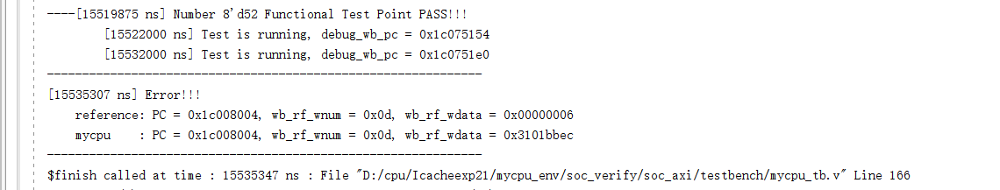 ----[15519875 ns] Number 8'd52 Functional Test Point PASS!!!
        [15522000 ns] Test is running, debug_wb_pc = 0x1c075154
        [15532000 ns] Test is running, debug_wb_pc = 0x1c0751e0
--------------------------------------------------------------
[15535307 ns] Error!!!
    reference: PC = 0x1c008004, wb_rf_wnum = 0x0d, wb_rf_wdata = 0x00000006
    mycpu    : PC = 0x1c008004, wb_rf_wnum = 0x0d, wb_rf_wdata = 0x3101bbec
--------------------------------------------------------------
$finish called at time : 15535347 ns : File "D:/cpu/Icacheexp21/mycpu_env/soc_verify/soc_axi/testbench/mycpu_tb.v" Line 166